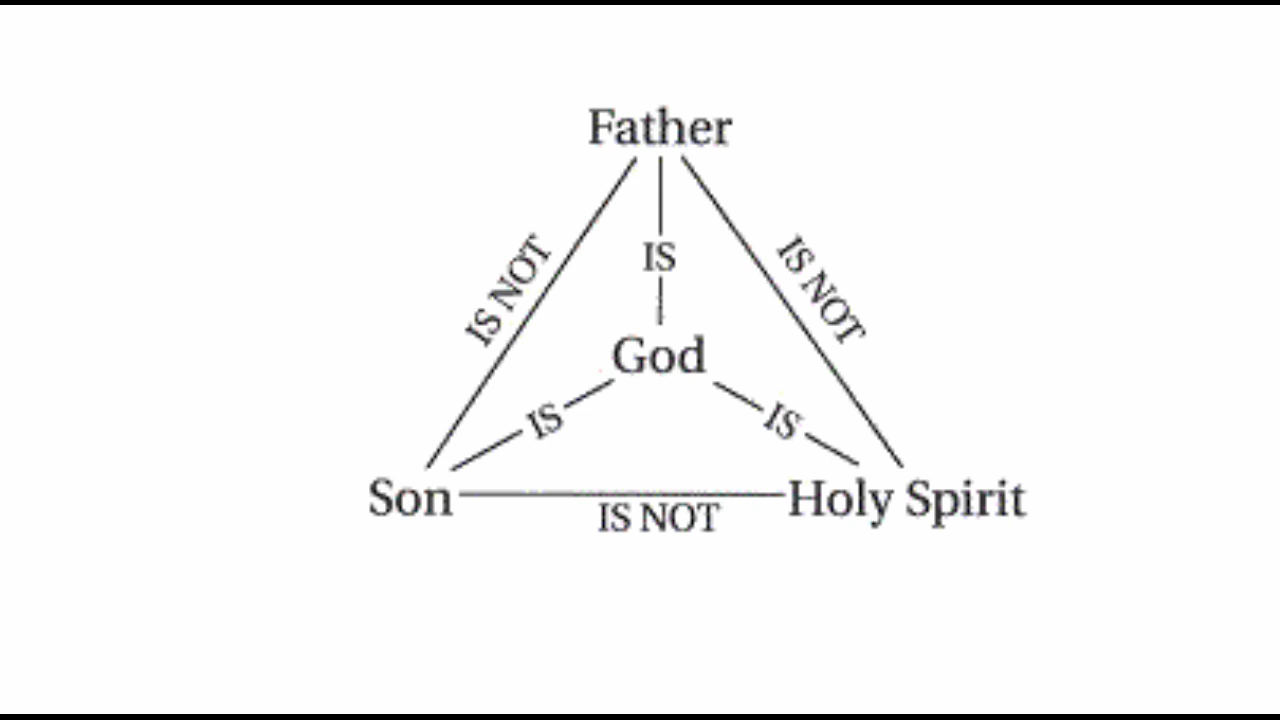 Father
IS NOT
IS
IS NOT
God
IS
IS
Son
IS NOT
Holy Spirit